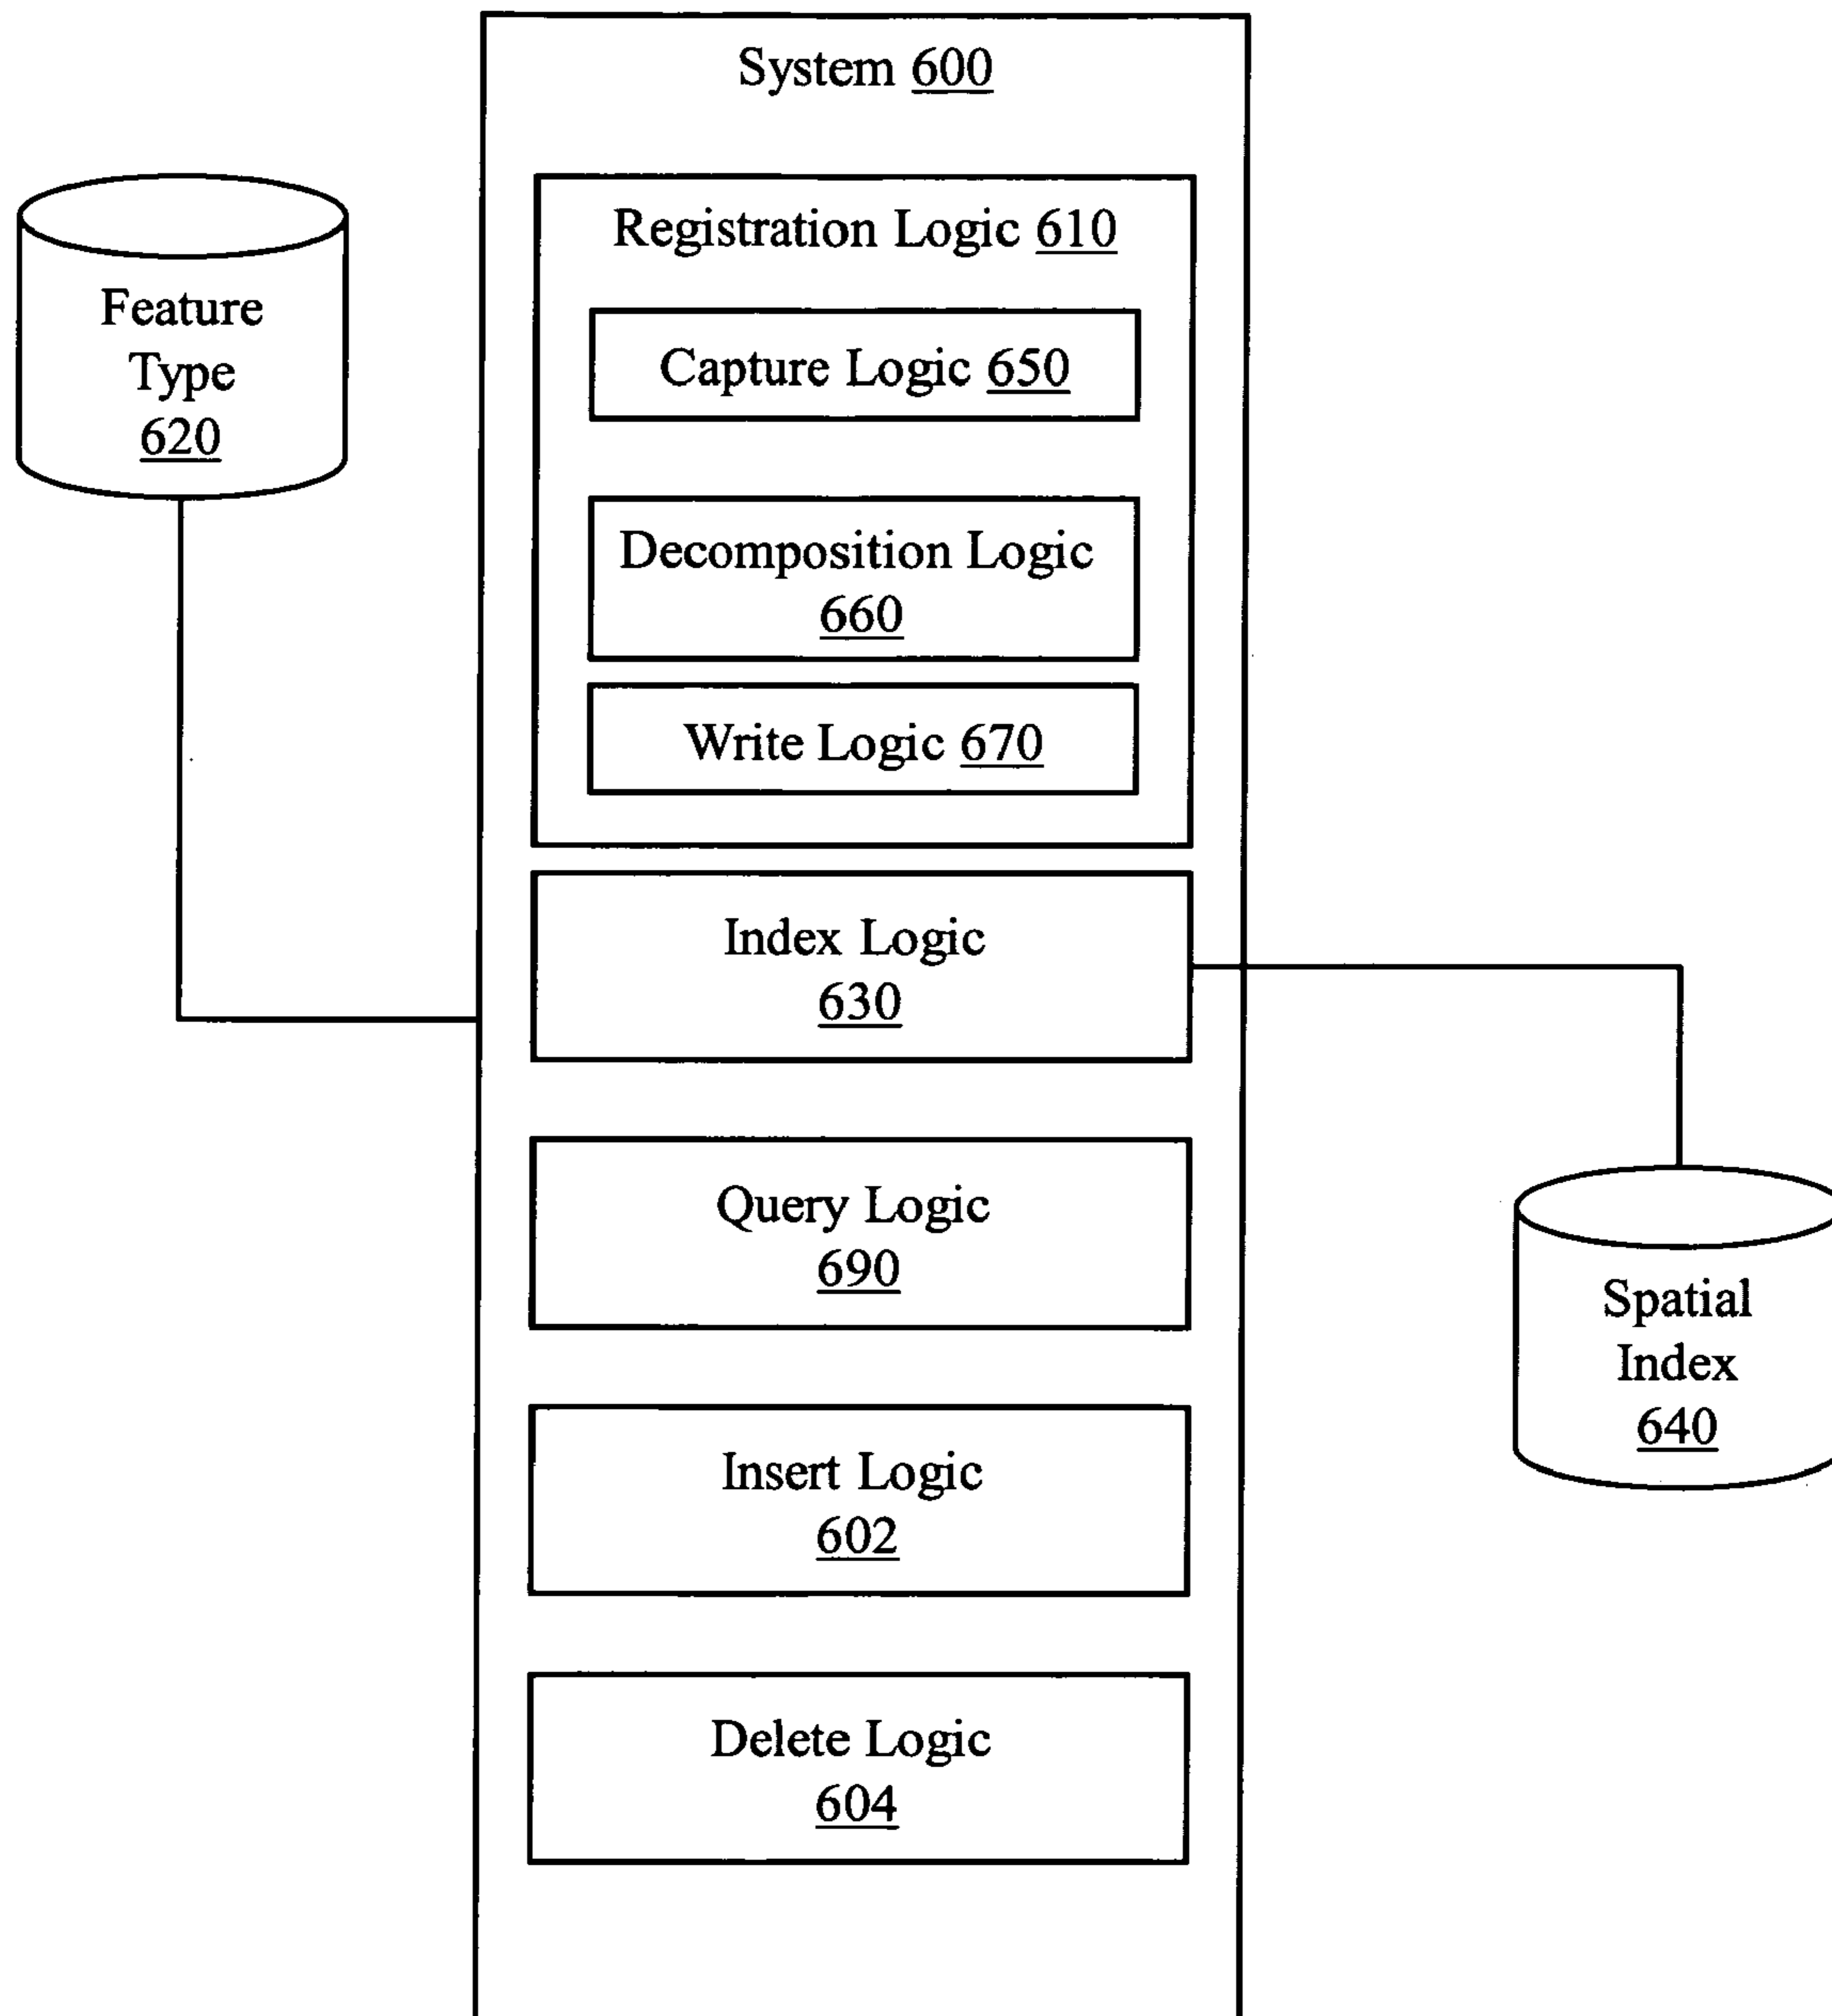 System 600
Registration Logic 610
Feature
Type
620
Capture Logic 650
Decomposition Logic
660
Write Logic 670
Index Logic
630
Query Logic
690
Spatial
Index
640
Insert Logic
602
Delete Logic
604